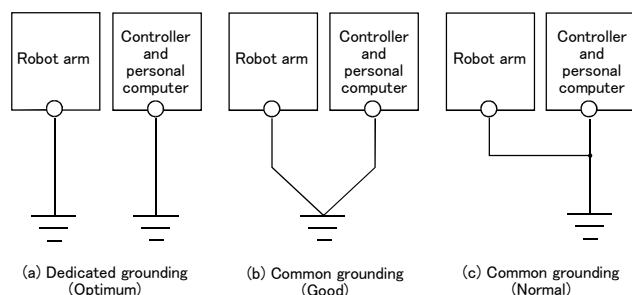 Robot arm
Controller
and
personal
computer
Robot arm
Controller
and
personal
computer
Robot arm
Controller
and
personal
computer
(a) Dedicated grounding
(Optimum)
(b) Common grounding
(Good)
(c) Common grounding
(Normal)